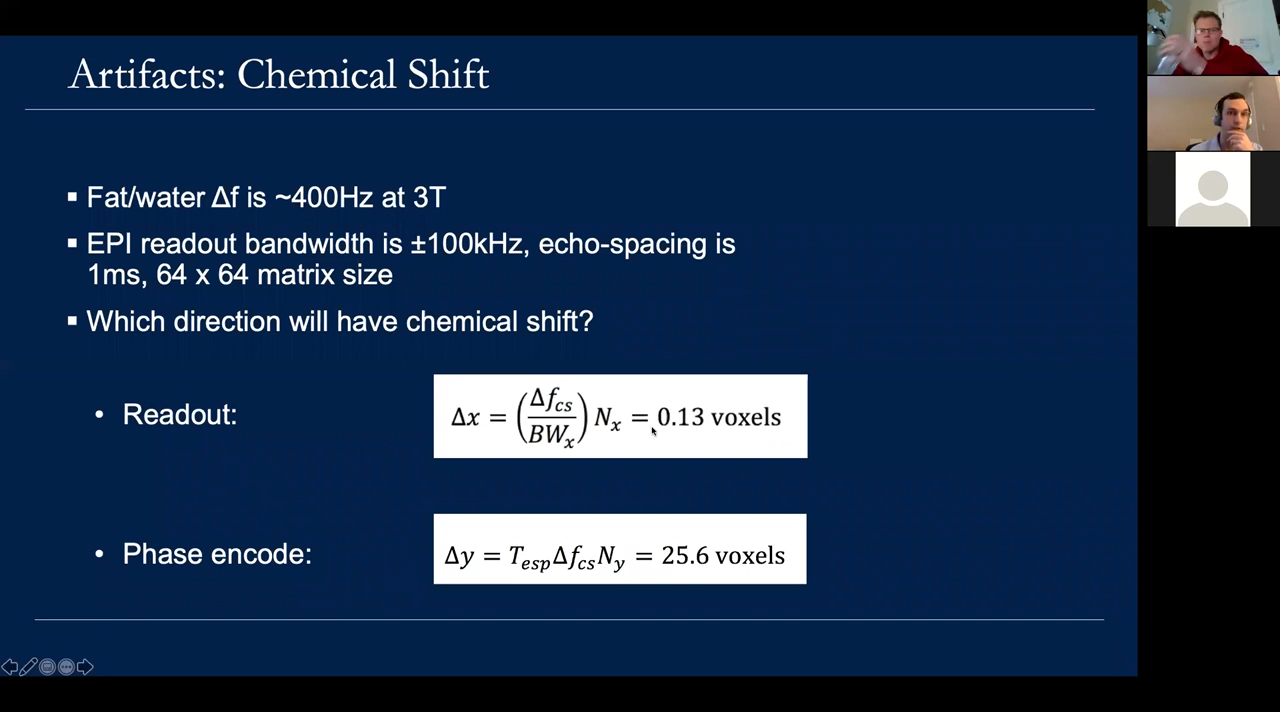 Artifacts: Chemical Shift
▪ Fat/water Δf is ~400Hz at 3T
▪ EPI readout bandwidth is ±100kHz, echo-spacing is
1ms, 64 x 64 matrix size
▪ Which direction will have chemical shift?
• Readout:
Δx = (Δf_cs / BW_x) N_x = 0.13 voxels
• Phase encode:
Δy = T_esp Δf_cs N_y = 25.6 voxels